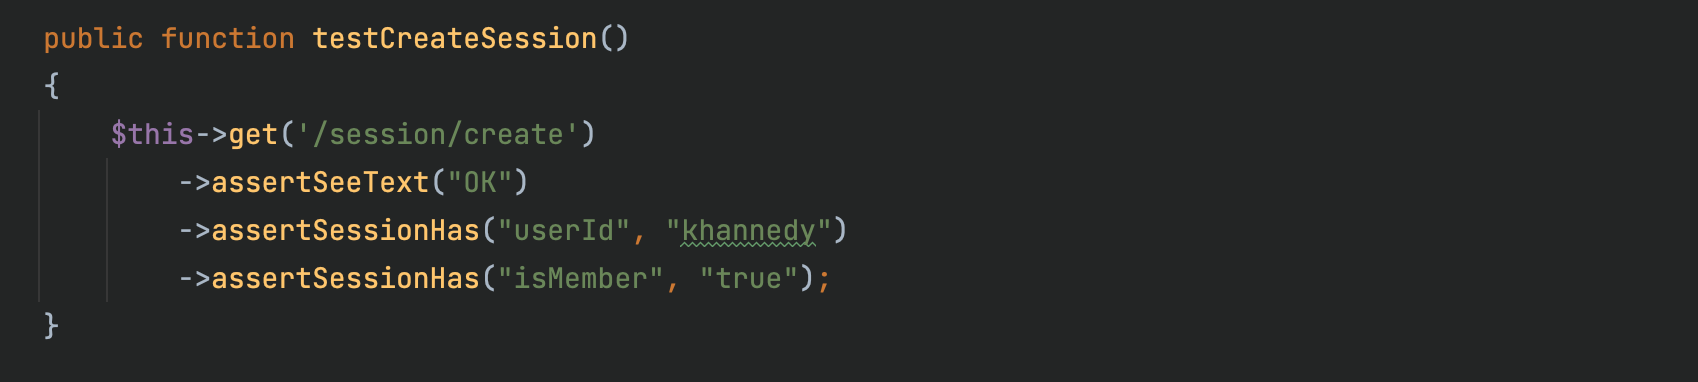 public function testCreateSession()
{
    $this->get('/session/create')
        ->assertSeeText("OK")
        ->assertSessionHas("userId", "khannedy")
        ->assertSessionHas("isMember", "true");
}